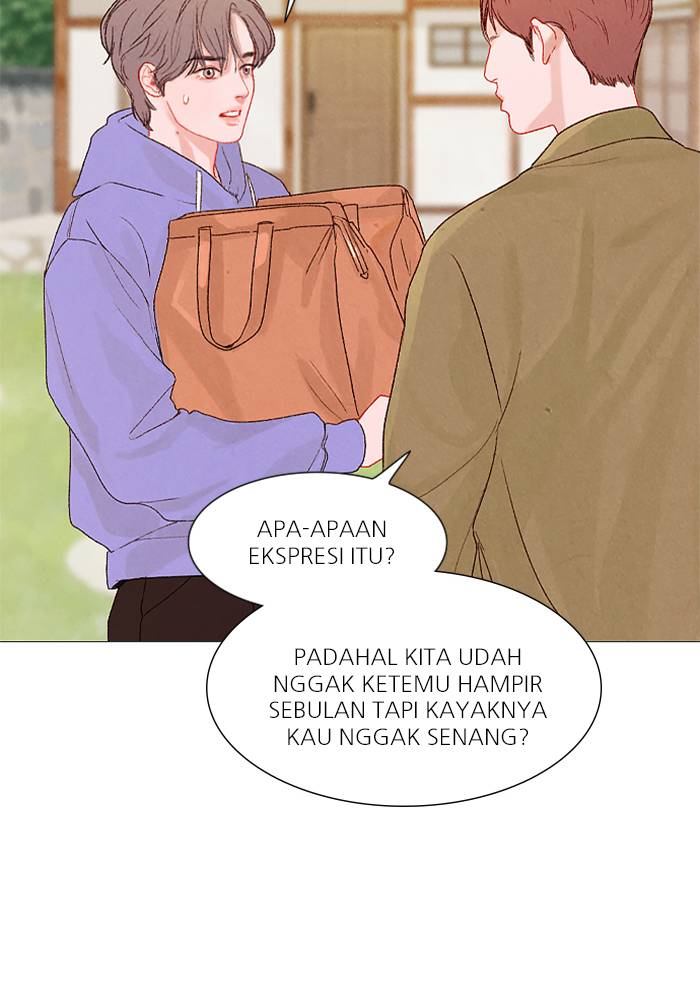 APA-APAAN
EKSPRESI ITU?
PADAHAL KITA UDAH
NGGAK KETEMU HAMPIR
SEBULAN TAPI KAYAKNYA
KAU NGGAK SENANG?